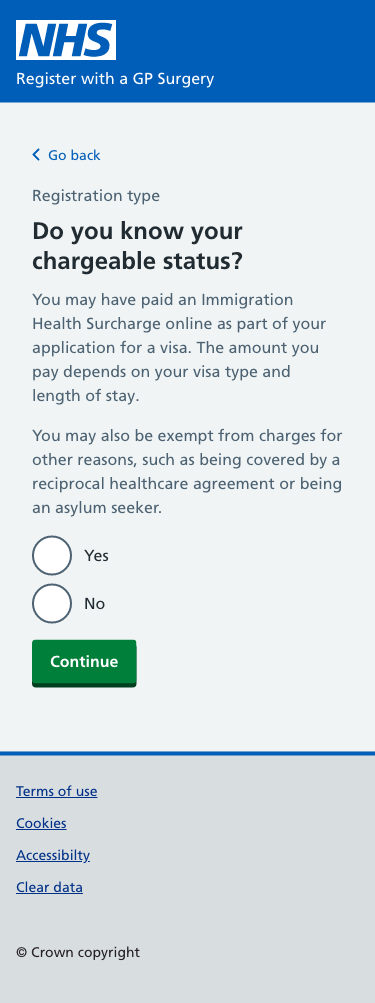 NHS
Register with a GP Surgery
Go back
Registration type
Do you know your
chargeable status?
You may have paid an Immigration
Health Surcharge online as part of your
application for a visa. The amount you
pay depends on your visa type and
length of stay.
You may also be exempt from charges for
other reasons, such as being covered by a
reciprocal healthcare agreement or being
an asylum seeker.
Yes
No
Continue
Terms of use
Cookies
Accessibilty
Clear data
© Crown copyright